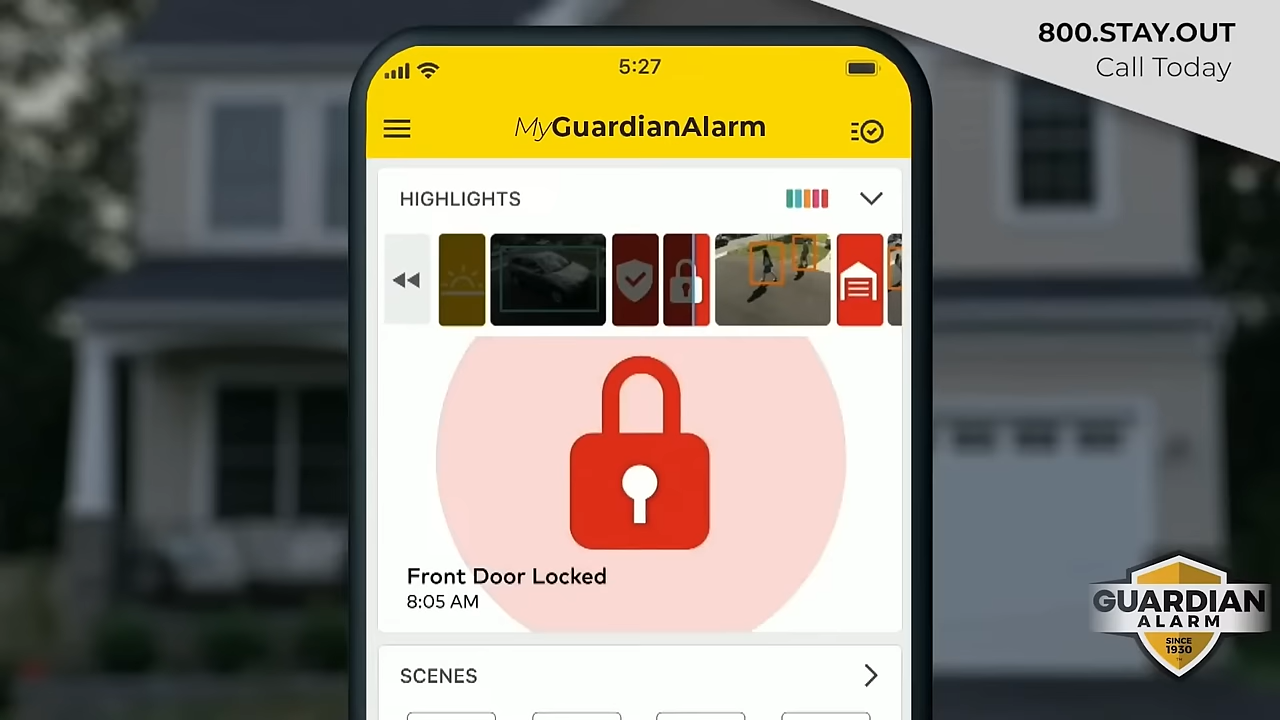 800.STAY.OUT
Call Today
5:27
MyGuardianAlarm
HIGHLIGHTS
Front Door Locked
8:05 AM
SCENES
GUARDIAN
ALARM
SINCE
1930